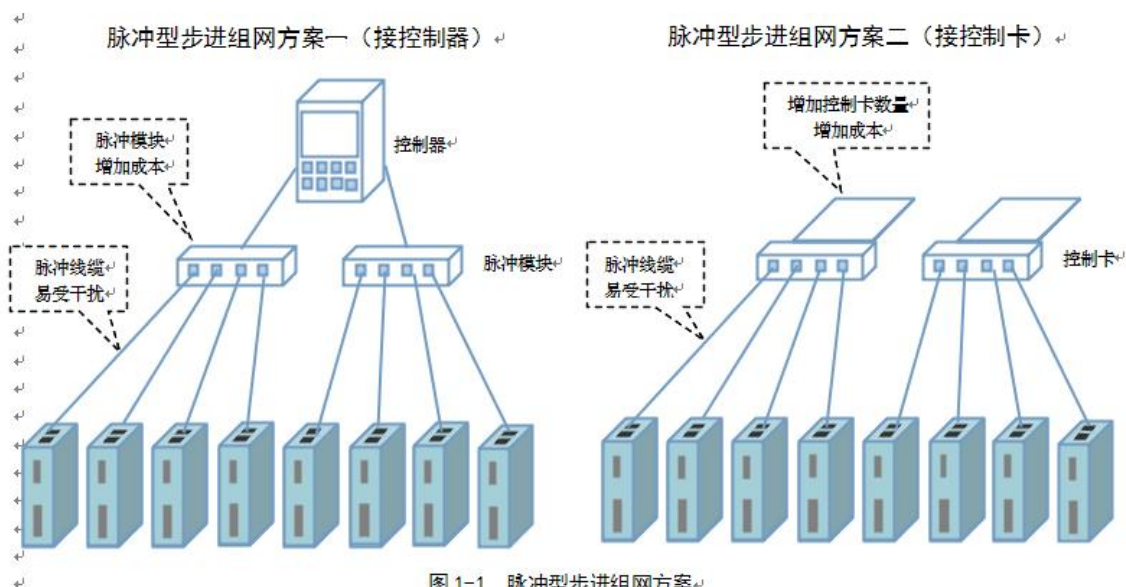 脉冲型步进组网方案一（接控制器）
脉冲型步进组网方案二（接控制卡）
脉冲模块
增加成本
控制器
增加控制卡数量
增加成本
脉冲线缆
易受干扰
脉冲模块
脉冲线缆
易受干扰
控制卡
图 1-1 脉冲型步进组网方案